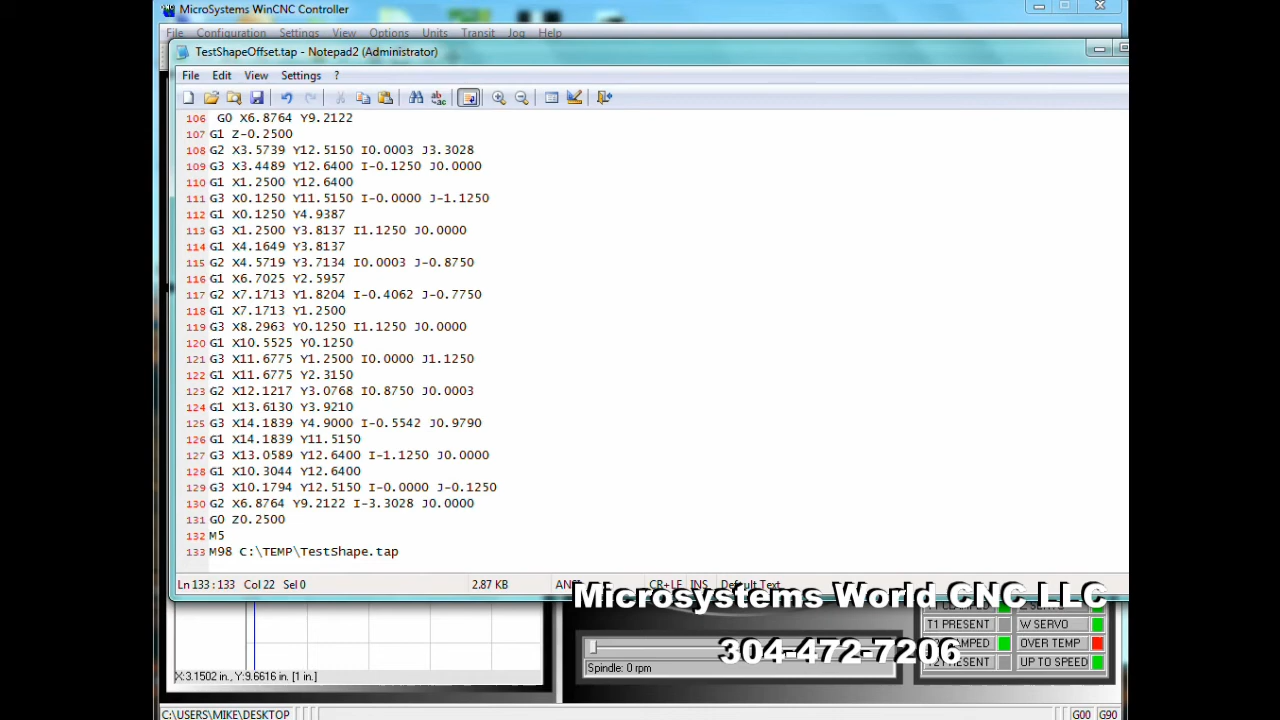 MicroSystems WinCNC Controller
File Configuration Settings View Options Units Transit Jog Help
TestShapeOffset.tap - Notepad2 (Administrator)
File Edit View Settings ?
106 G0 X6.8764 Y9.2122
107 G1 Z-0.2500
108 G2 X3.5739 Y12.5150 I0.0003 J3.3028
109 G3 X3.4489 Y12.6400 I-0.1250 J0.0000
110 G1 X1.2500 Y12.6400
111 G3 X0.1250 Y11.5150 I-0.0000 J-1.1250
112 G1 X0.1250 Y4.9387
113 G3 X1.2500 Y3.8137 I1.1250 J0.0000
114 G1 X4.1649 Y3.8137
115 G2 X4.5719 Y3.7134 I0.0003 J-0.8750
116 G1 X6.7025 Y2.5957
117 G2 X7.1713 Y1.8204 I-0.4062 J-0.7750
118 G1 X7.1713 Y1.2500
119 G3 X8.2963 Y0.1250 I1.1250 J0.0000
120 G1 X10.5525 Y0.1250
121 G3 X11.6775 Y1.2500 I0.0000 J1.1250
122 G1 X11.6775 Y2.3150
123 G2 X12.1217 Y3.0768 I0.8750 J0.0003
124 G1 X13.6130 Y3.9210
125 G3 X14.1839 Y4.9000 I-0.5542 J0.9790
126 G1 X14.1839 Y11.5150
127 G3 X13.0589 Y12.6400 I-1.1250 J0.0000
128 G1 X10.3044 Y12.6400
129 G3 X10.1794 Y12.5150 I-0.0000 J-0.1250
130 G2 X6.8764 Y9.2122 I-3.3028 J0.0000
131 G0 Z0.2500
132 M5
133 M98 C:\TEMP\TestShape.tap
Ln 133 : 133 Col 22 Sel 0 2.87 KB CR+LF INS Default Text
Microsystems World CNC LLC
T1 PRESENT W SERVO
304-472-7206
OVER TEMP
Spindle: 0 rpm
UP TO SPEED
X:3.1502 in., Y:9.6616 in. [1 in.]
C:\USERS\MIKE\DESKTOP G00 G90